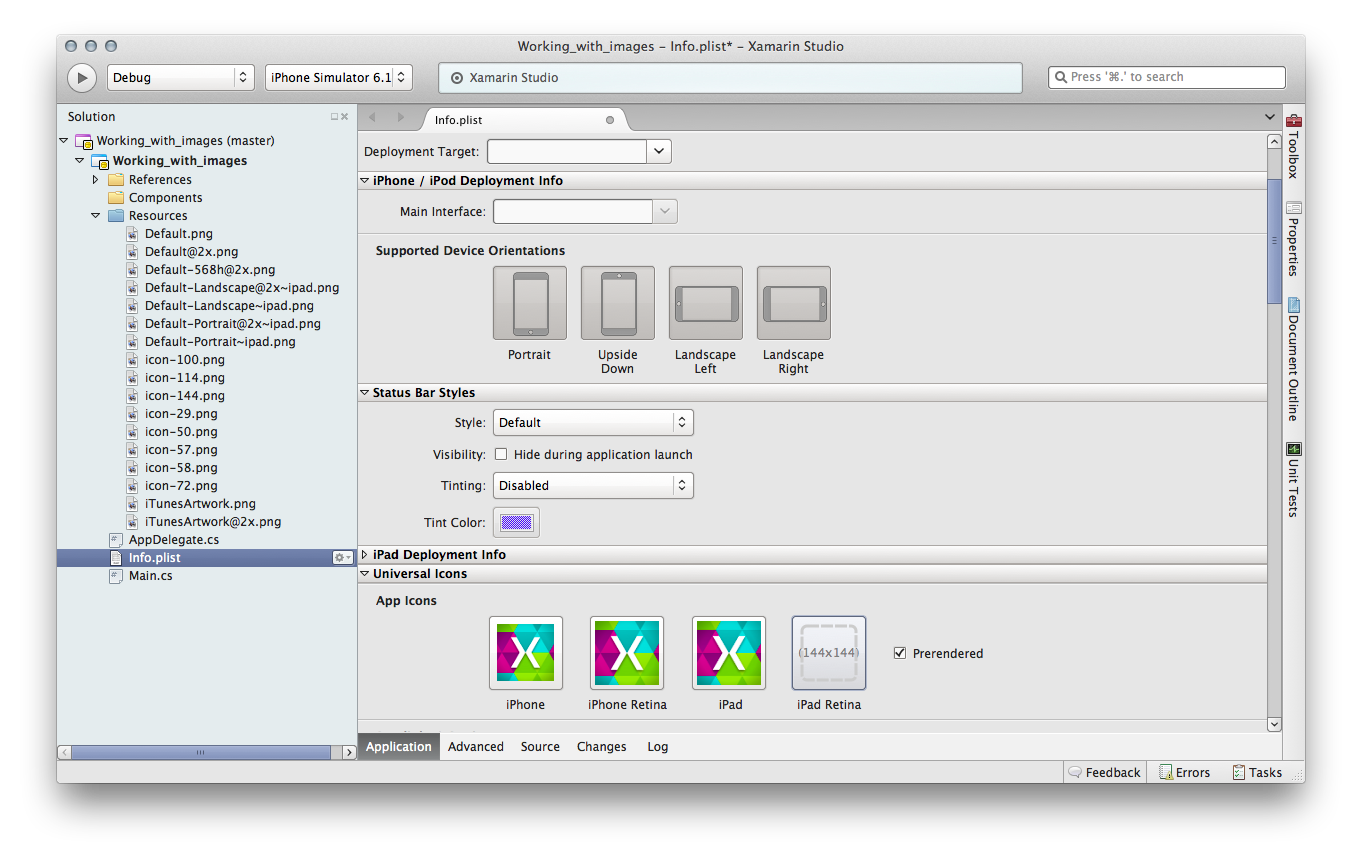 Working_with_images – Info.plist* – Xamarin Studio
Debug
iPhone Simulator 6.1
Xamarin Studio
Press '⌘.' to search
Solution
Working_with_images (master)
Working_with_images
References
Components
Resources
Default.png
Default@2x.png
Default-568h@2x.png
Default-Landscape@2x~ipad.png
Default-Landscape~ipad.png
Default-Portrait@2x~ipad.png
Default-Portrait~ipad.png
icon-100.png
icon-114.png
icon-144.png
icon-29.png
icon-50.png
icon-57.png
icon-58.png
icon-72.png
iTunesArtwork.png
iTunesArtwork@2x.png
AppDelegate.cs
Info.plist
Main.cs
Info.plist
Deployment Target:
iPhone / iPod Deployment Info
Main Interface:
Supported Device Orientations
Portrait
Upside
Down
Landscape
Left
Landscape
Right
Status Bar Styles
Style: Default
Visibility: Hide during application launch
Tinting: Disabled
Tint Color:
iPad Deployment Info
Universal Icons
App Icons
X
X
X
(144x144)
Prerendered
iPhone
iPhone Retina
iPad
iPad Retina
Application
Advanced
Source
Changes
Log
Toolbox
Properties
Document Outline
Unit Tests
Feedback
Errors
Tasks